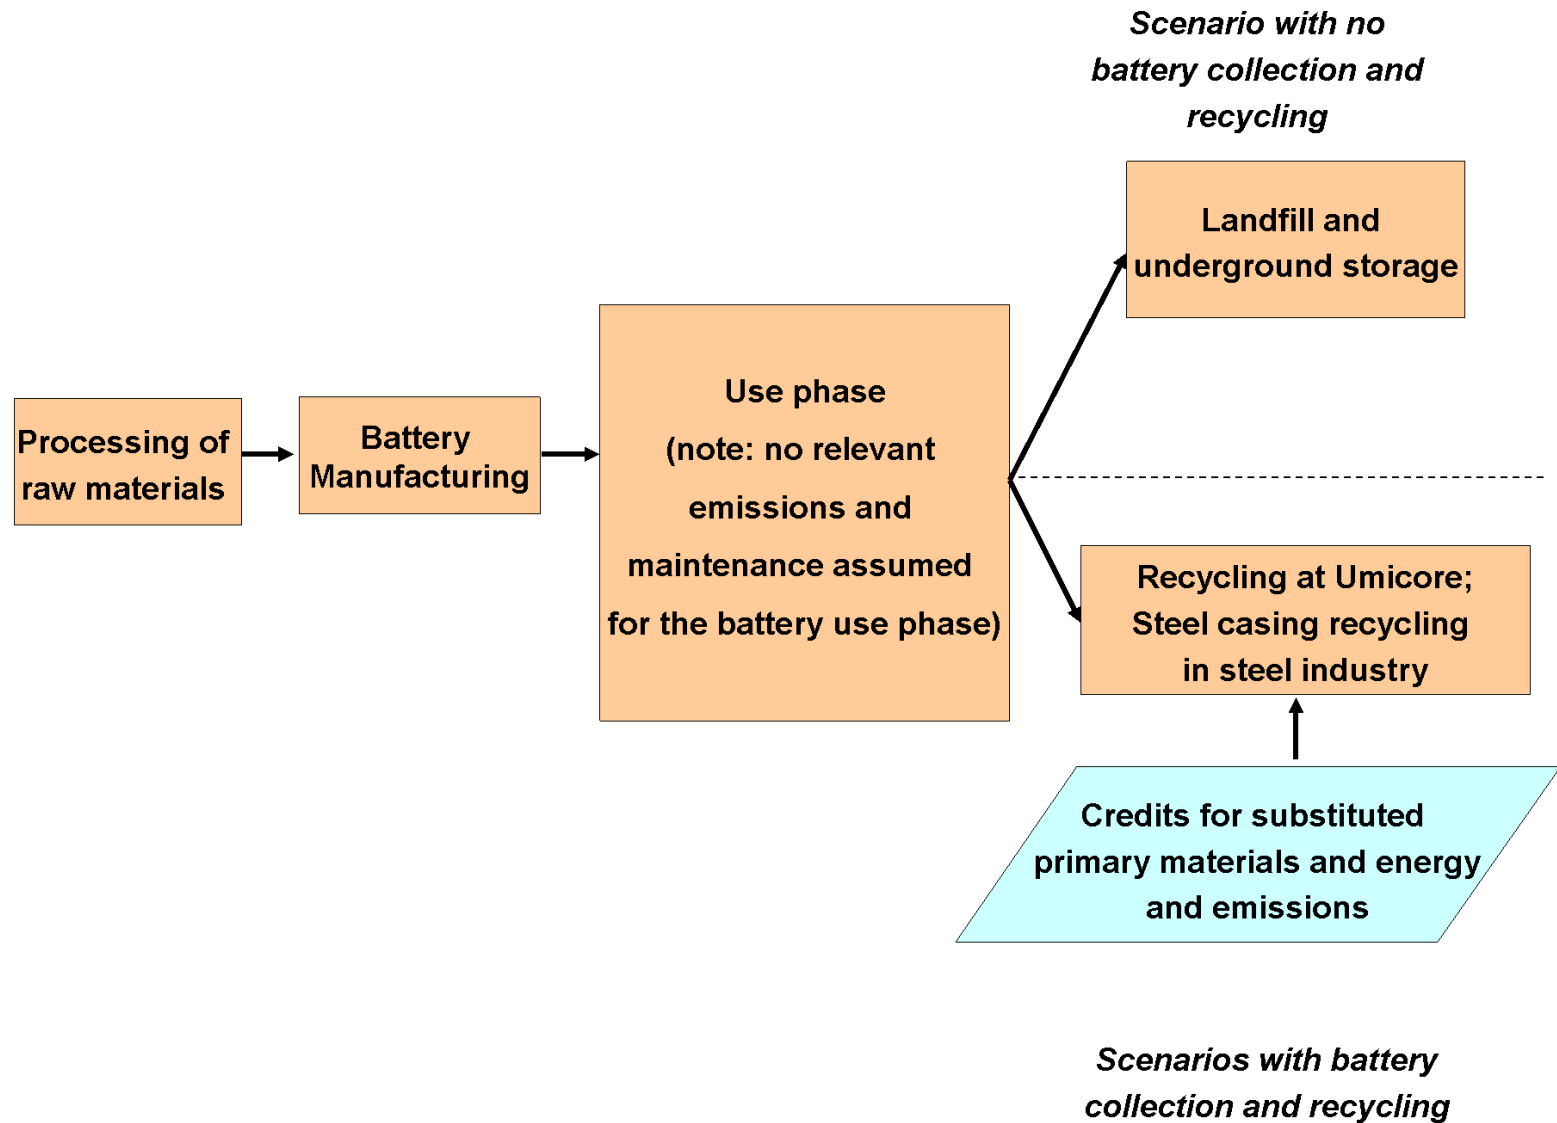 Scenario with no
battery collection and
recycling
Landfill and
underground storage
Processing of
raw materials
Battery
Manufacturing
Use phase
(note: no relevant
emissions and
maintenance assumed
for the battery use phase)
Recycling at Umicore;
Steel casing recycling
in steel industry
Credits for substituted
primary materials and energy
and emissions
Scenarios with battery
collection and recycling